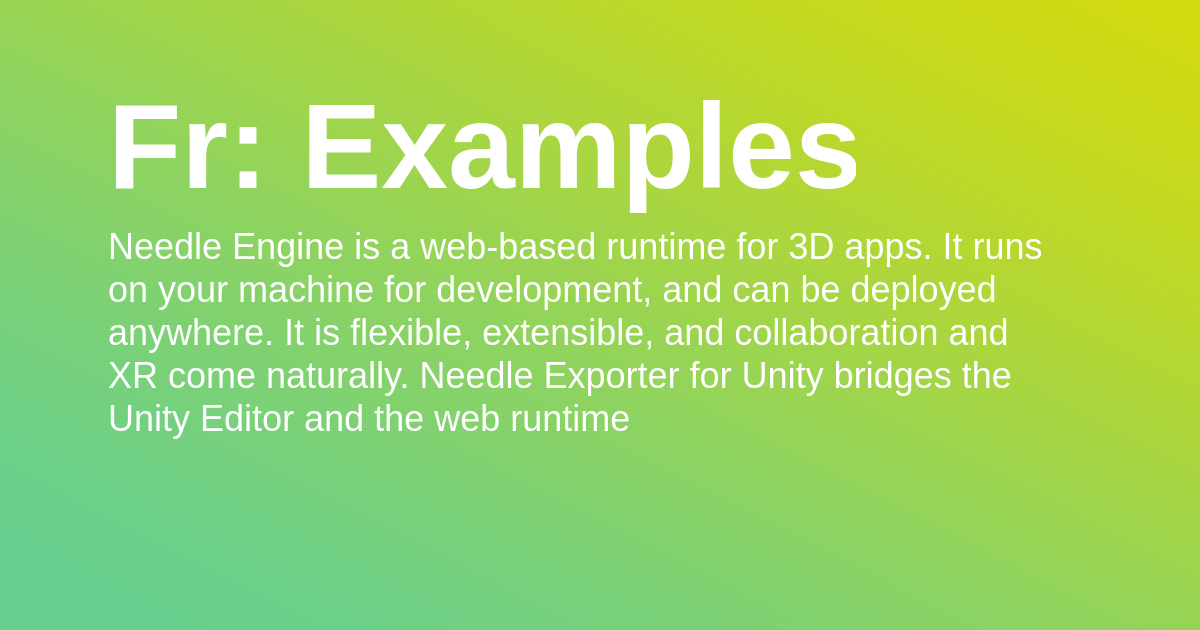 Fr: Examples
Needle Engine is a web-based runtime for 3D apps. It runs
on your machine for development, and can be deployed
anywhere. It is flexible, extensible, and collaboration and
XR come naturally. Needle Exporter for Unity bridges the
Unity Editor and the web runtime